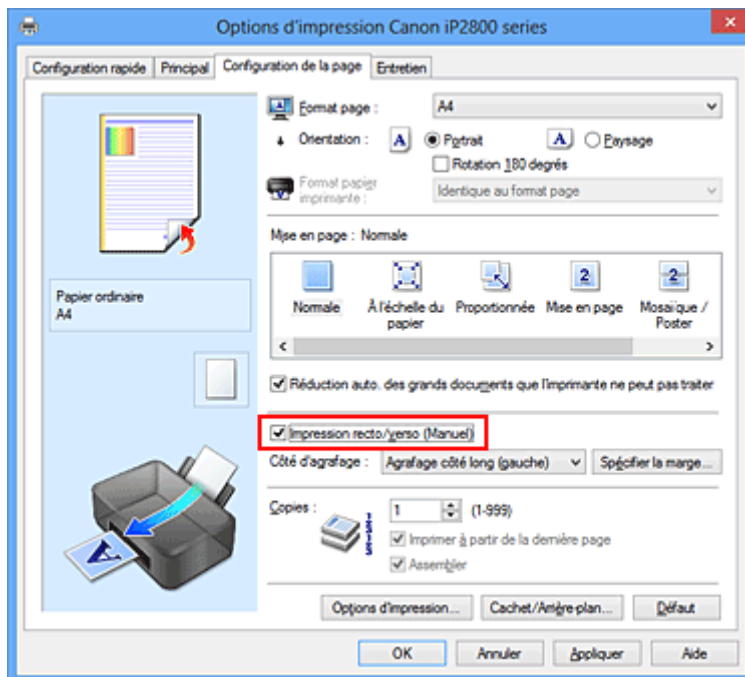 Options d'impression Canon iP2800 series
Configuration rapide Principal Configuration de la page Entretien
Format page : A4
Orientation : A Portrait A Paysage
Rotation 180 degrés
Format papier imprimante : Identique au format page
Mise en page : Normale
Normale À l'échelle du papier Proportionnée Mise en page Mosaïque / Poster
Papier ordinaire
A4
Réduction auto. des grands documents que l'imprimante ne peut pas traiter
Impression recto/verso (Manuel)
Côté d'agrafage : Agrafage côté long (gauche) Spécifier la marge...
Copies : 1 (1-999)
Imprimer à partir de la dernière page
Assembler
Options d'impression... Cachet/Arrière-plan... Défaut
OK Annuler Appliquer Aide